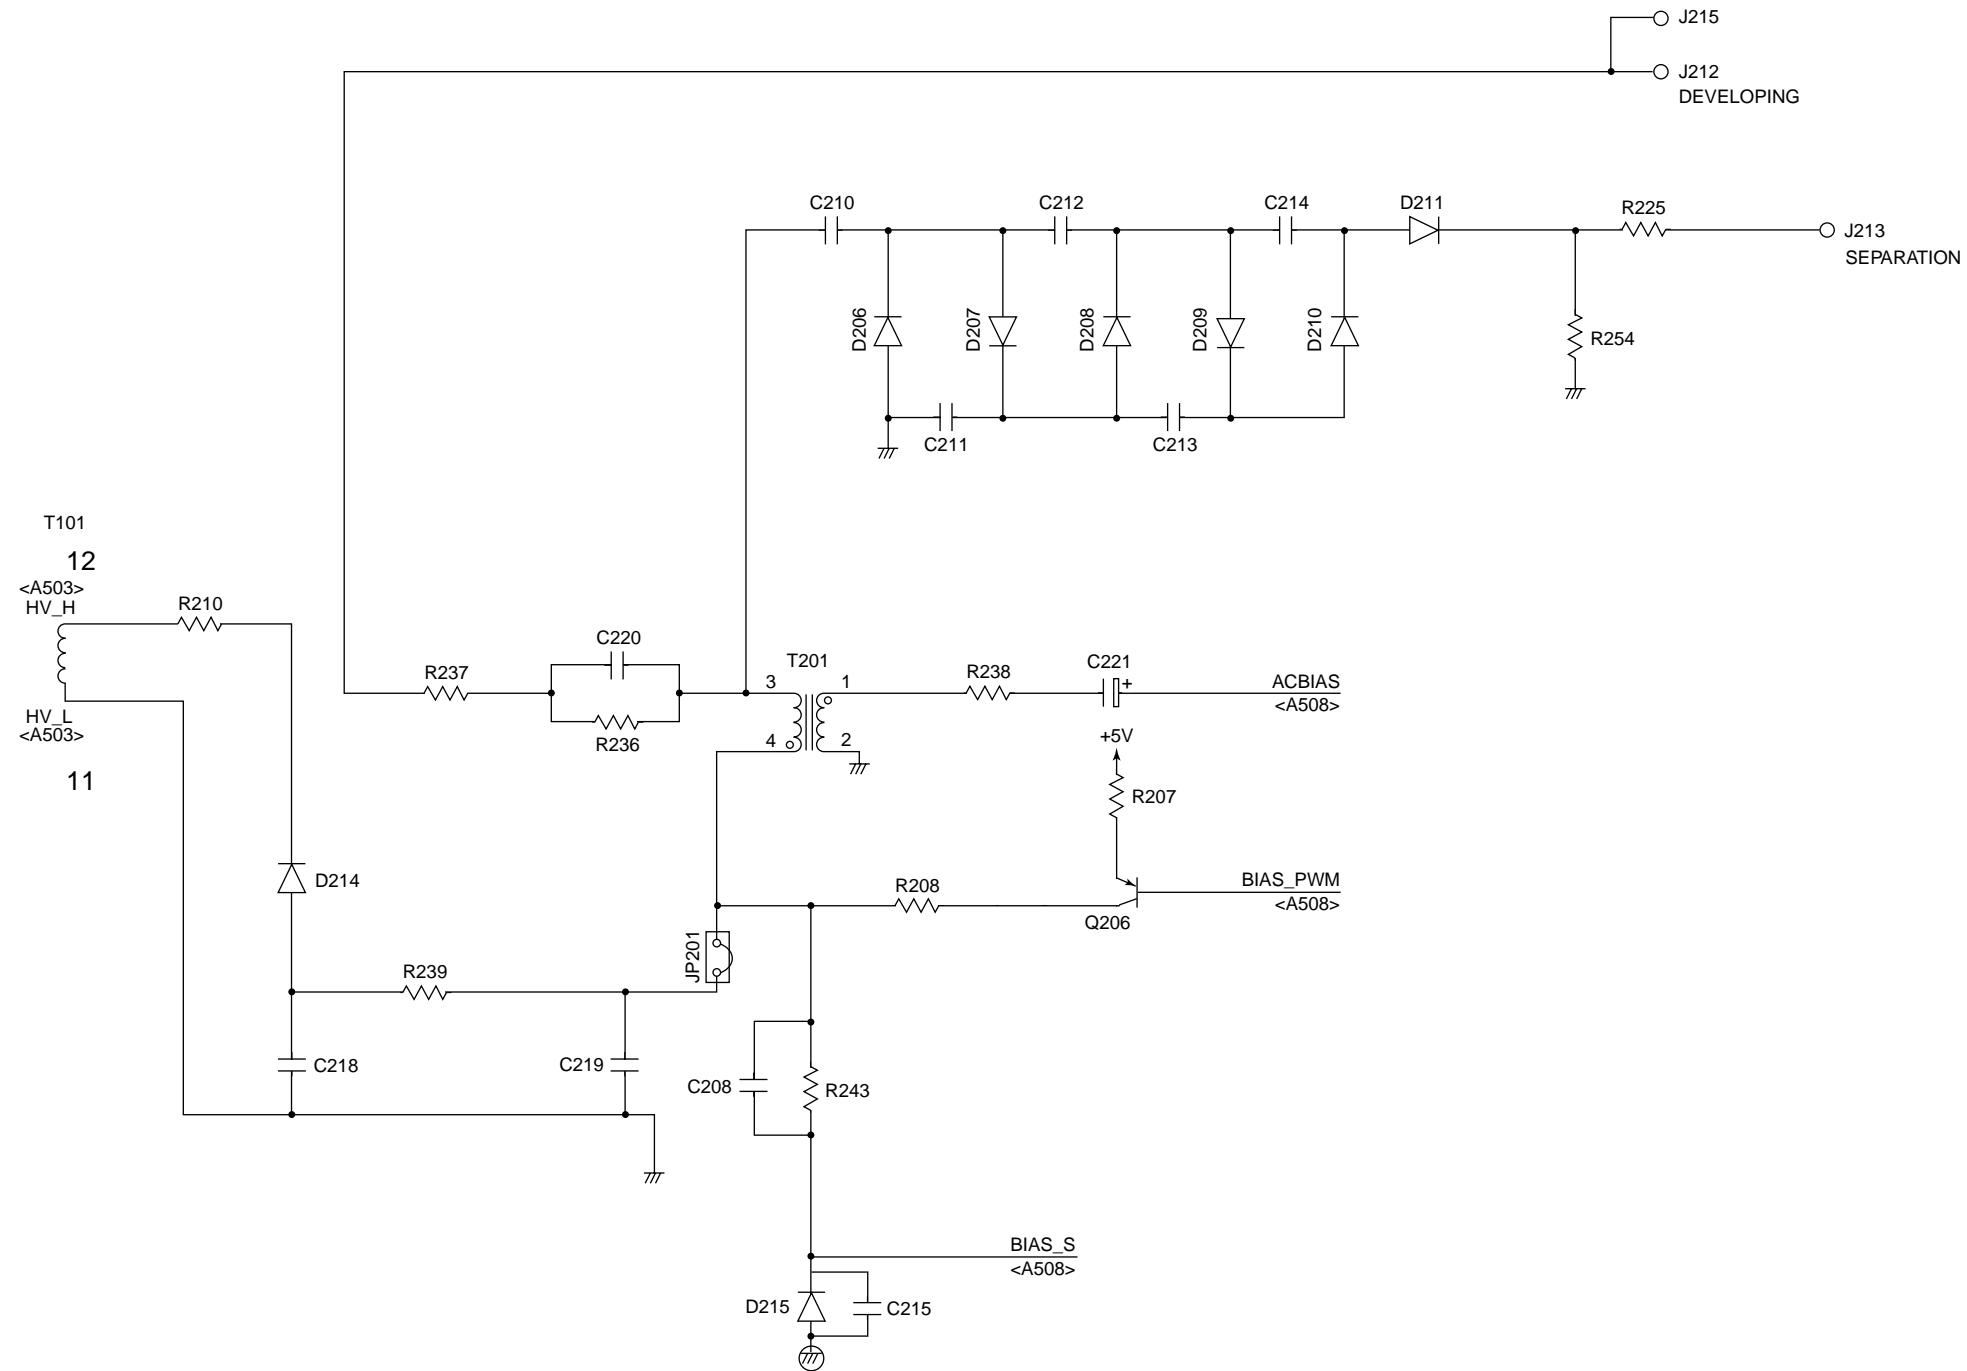 J215
J212
DEVELOPING
C210
C212
C214
D211
R225
J213
SEPARATION
D206
D207
D208
D209
D210
R254
C211
C213
T101
12
<A503>
HV_H
R210
HV_L
<A503>
11
C220
R237
R236
T201
3
1
4
2
R238
C221
+
ACBIAS
<A508>
+5V
R207
D214
R208
BIAS_PWM
<A508>
Q206
JP201
R239
C218
C219
C208
R243
BIAS_S
<A508>
D215
C215